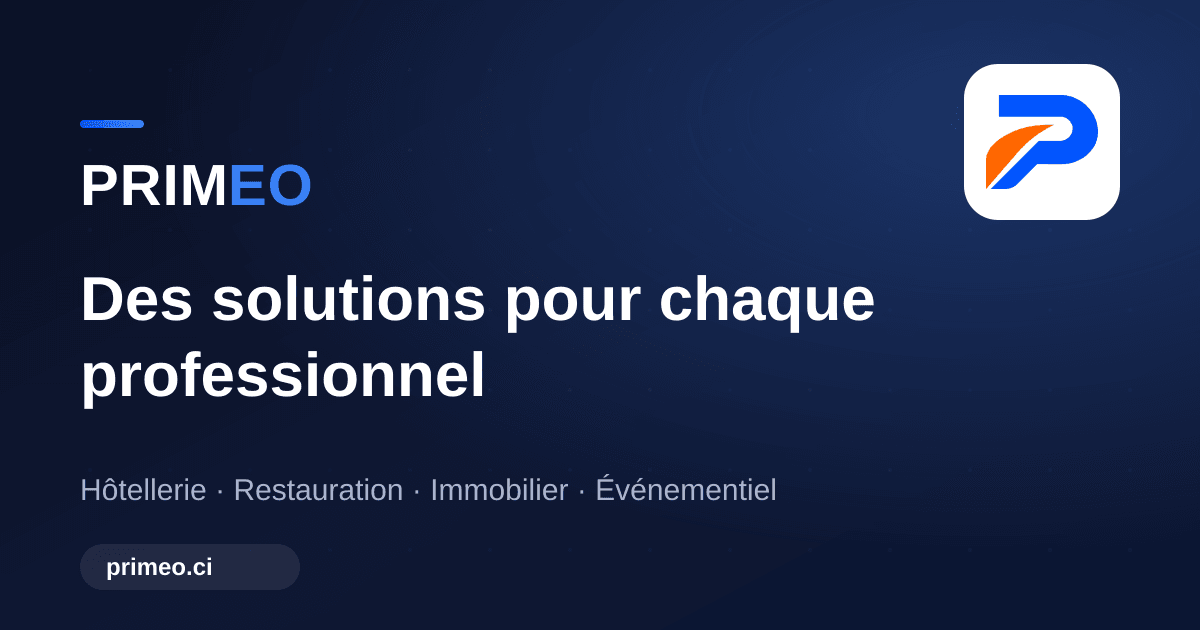 PRIMEO
Des solutions pour chaque
professionnel
Hôtellerie · Restauration · Immobilier · Événementiel
primeo.ci